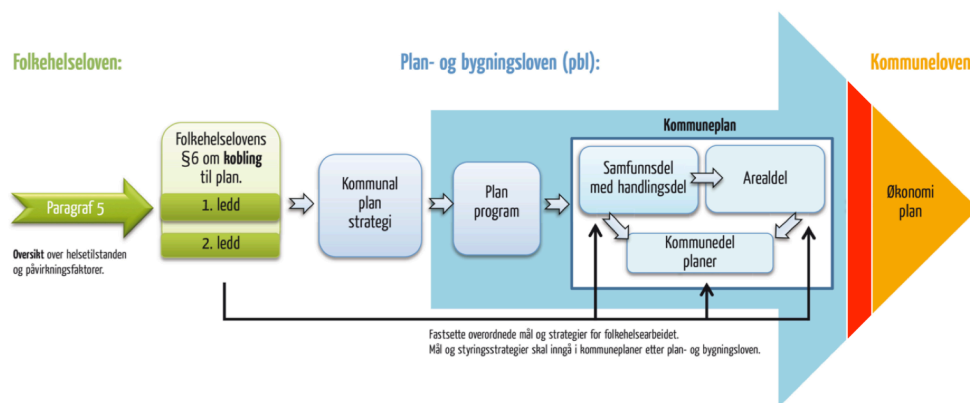 Folkehelseloven:
Plan- og bygningsloven (pbl):
Kommuneloven
Paragraf 5
Oversikt over helsetilstanden
og påvirkningsfaktorer.
Folkehelselovens
§6 om kobling
til plan.
1. ledd
2. ledd
Kommunal
plan
strategi
Plan
program
Kommuneplan
Samfunnsdel
med handlingsdel
Arealdel
Kommunedel
planer
Økonomi
plan
Fastsette overordnede mål og strategier for folkehelsearbeidet.
Mål og styringsstrategier skal inngå i kommuneplaner etter plan- og bygningsloven.